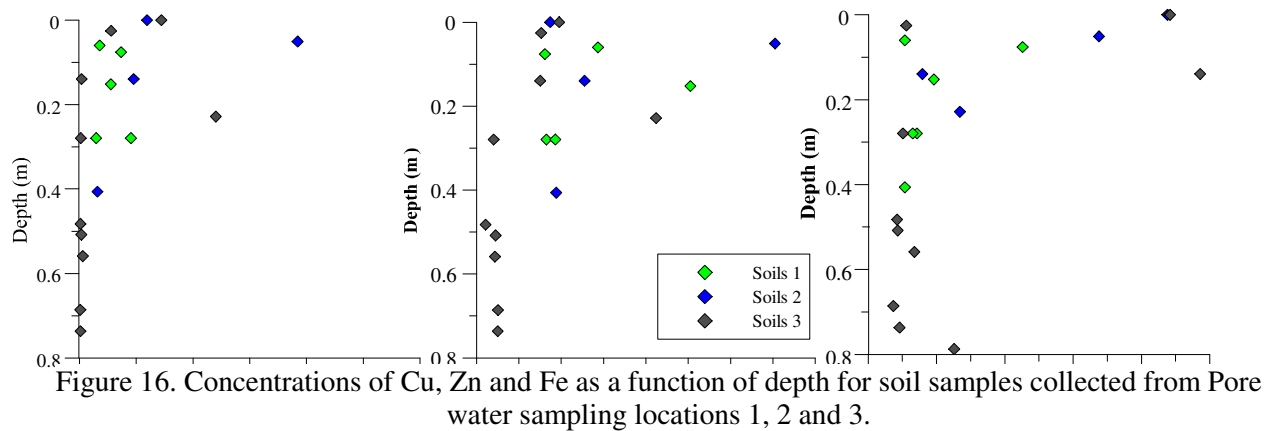 0
0.2
0.4
0.6
0.8
Depth (m)
0
0.2
0.4
0.6
0.8
Depth (m)
Soils 1
Soils 2
Soils 3
0
0.2
0.4
0.6
0.8
Depth (m)
Figure 16. Concentrations of Cu, Zn and Fe as a function of depth for soil samples collected from Pore
water sampling locations 1, 2 and 3.